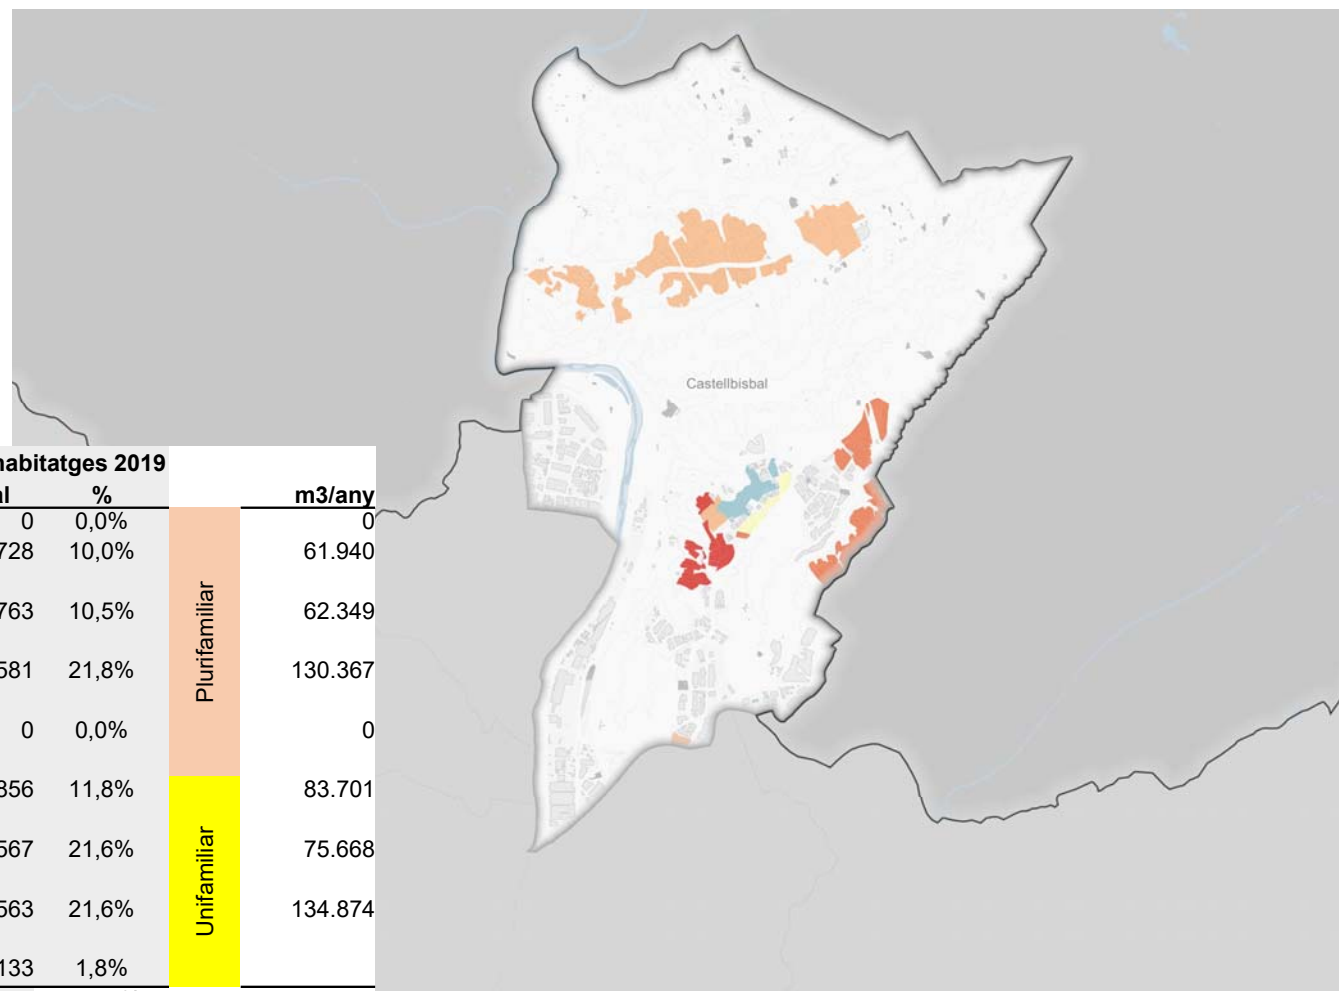 Castellbisbal
habitatges 2019
% m3/any
0 0,0% 0
728 10,0% 61.940
763 10,5% 62.349
581 21,8% 130.367
0 0,0% 0
856 11,8% 83.701
567 21,6% 75.668
563 21,6% 134.874
133 1,8%
Plurifamiliar
Unifamiliar